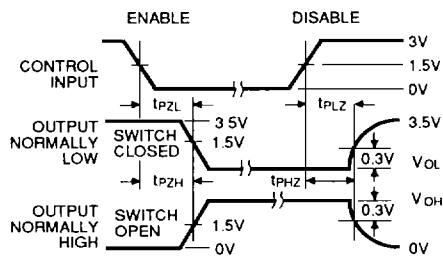 ENABLE DISABLE
3V
CONTROL INPUT 1.5V
0V
tPZL tPLZ
OUTPUT NORMALLY LOW SWITCH CLOSED 3 5V 3.5V
1.5V
0.3V VOL
tPZH tPHZ
VOH
OUTPUT NORMALLY HIGH SWITCH OPEN 0.3V
1.5V
0V 0V